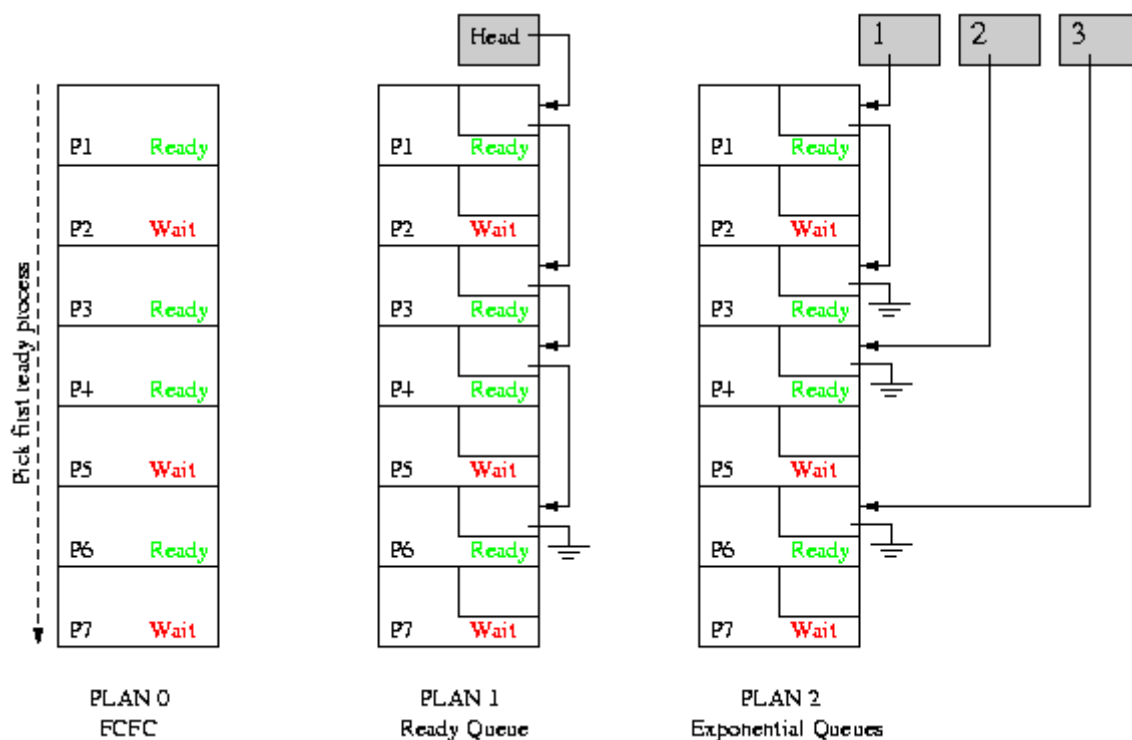 Head
1 2 3
Pick first ready process
P1 Ready
P2 Wait
P3 Ready
P4 Ready
P5 Wait
P6 Ready
P7 Wait
PLAN 0
FCFC
P1 Ready
P2 Wait
P3 Ready
P4 Ready
P5 Wait
P6 Ready
P7 Wait
PLAN 1
Ready Queue
P1 Ready
P2 Wait
P3 Ready
P4 Ready
P5 Wait
P6 Ready
P7 Wait
PLAN 2
Exponential Queues